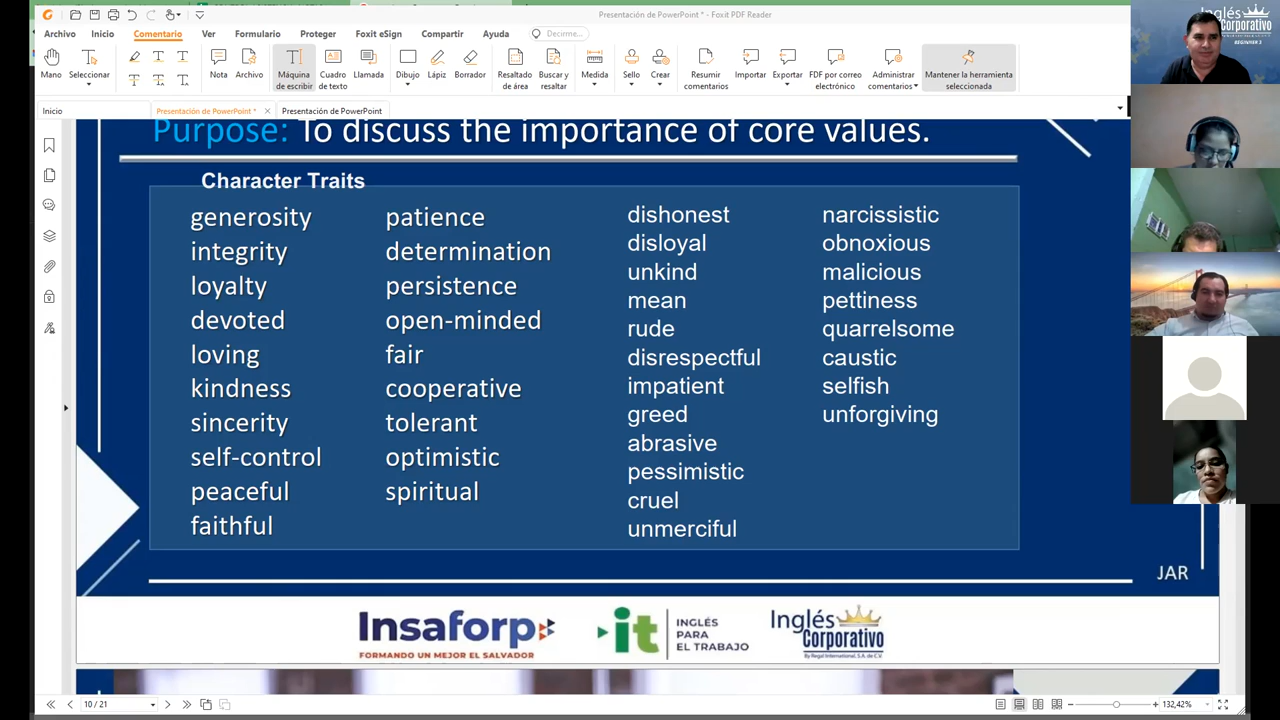 Presentación de PowerPoint * - Foxit PDF Reader
Archivo Inicio Comentario Ver Formulario Proteger Foxit eSign Compartir Ayuda Decirme...
Mano Seleccionar Nota Archivo Máquina de escribir Cuadro de texto Llamada Dibujo Lápiz Borrador Resaltado de área Buscar y resaltar Medida Sello Crear Resumir comentarios Importar Exportar PDF por correo electrónico Administrar comentarios Mantener la herramienta seleccionada
Inicio Presentación de PowerPoint * Presentación de PowerPoint
Purpose: To discuss the importance of core values.
Character Traits
generosity
integrity
loyalty
devoted
loving
kindness
sincerity
self-control
peaceful
faithful
patience
determination
persistence
open-minded
fair
cooperative
tolerant
optimistic
spiritual
dishonest
disloyal
unkind
mean
rude
disrespectful
impatient
greed
abrasive
pessimistic
cruel
unmerciful
narcissistic
obnoxious
malicious
pettiness
quarrelsome
caustic
selfish
unforgiving
JAR
Insaforp
FORMANDO UN MEJOR EL SALVADOR
it
INGLÉS
PARA
EL TRABAJO
Inglés
Corporativo
By Regal International, S.A. de C.V.
10 / 21
132,42%
Inglés
Corporativo
BEGINNER 2